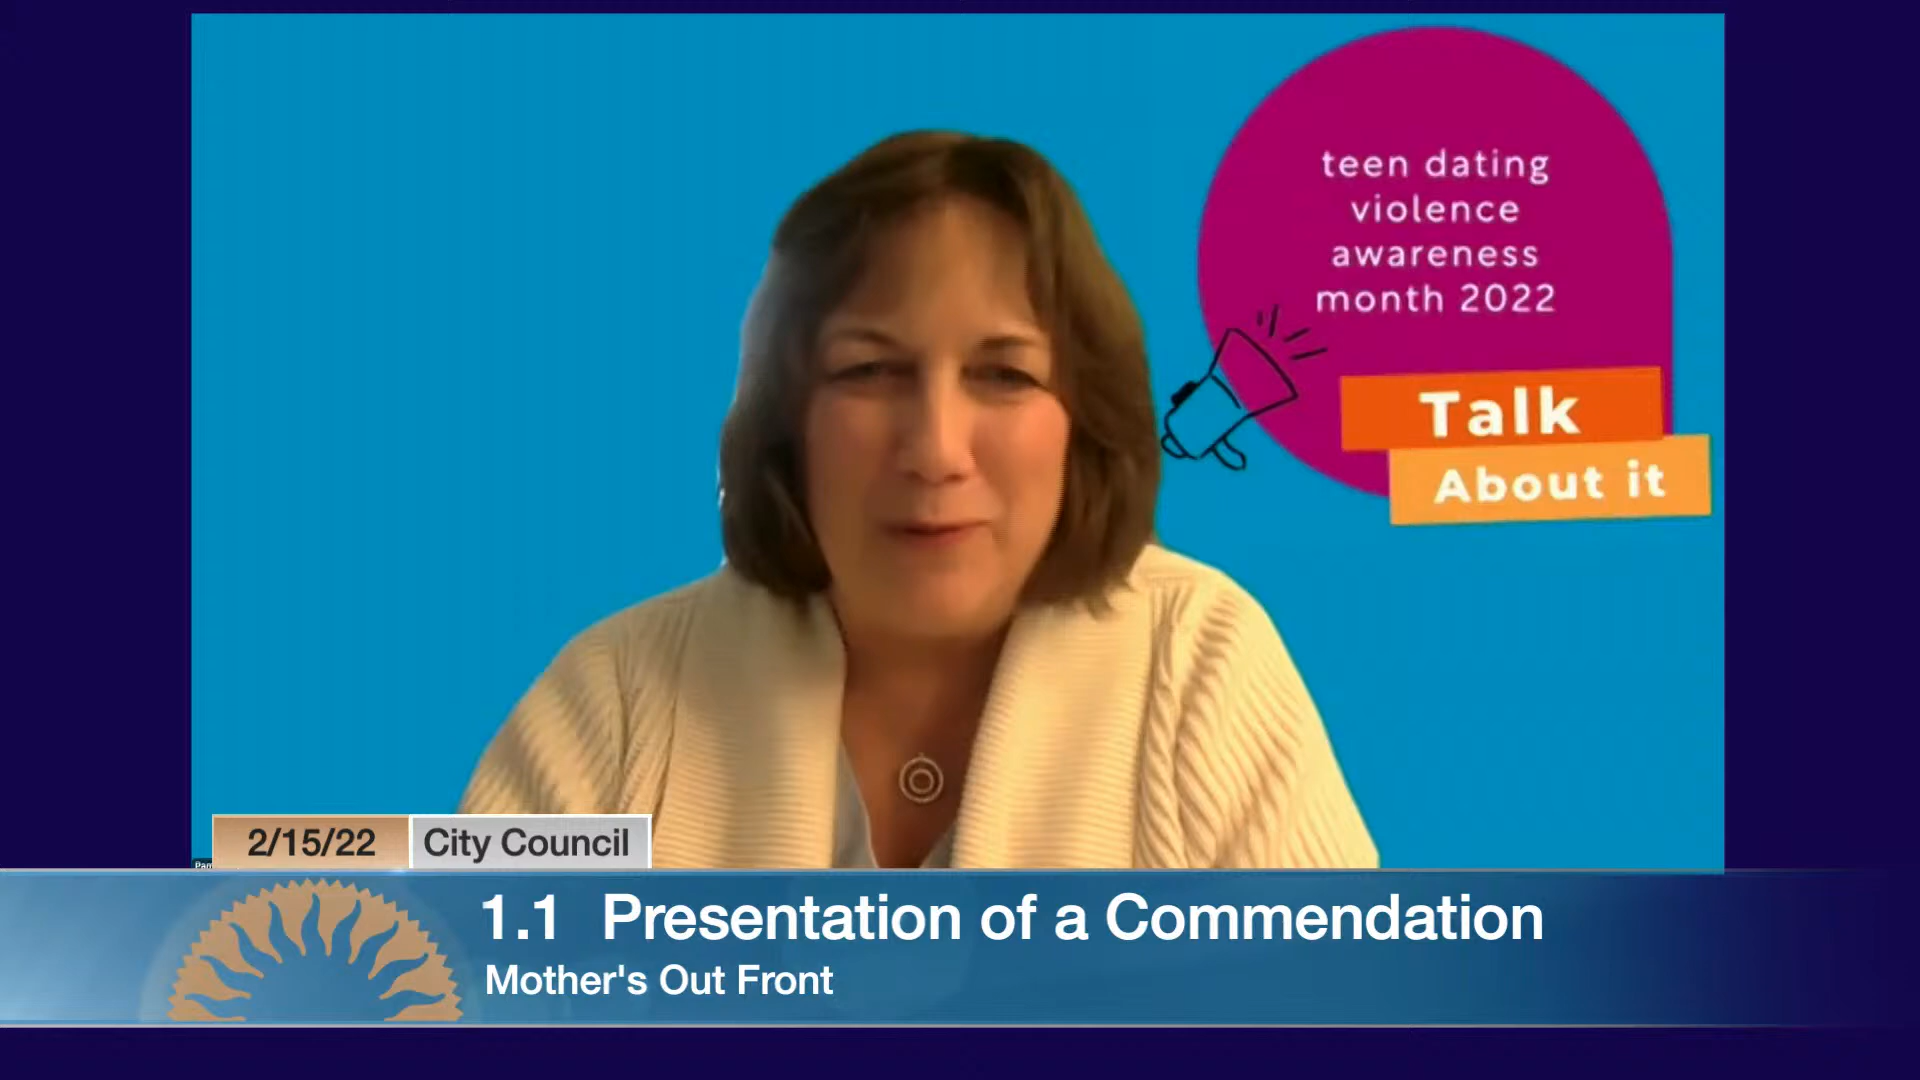 teen dating
violence
awareness
month 2022
Talk
About it
2/15/22 City Council
1.1 Presentation of a Commendation
Mother's Out Front